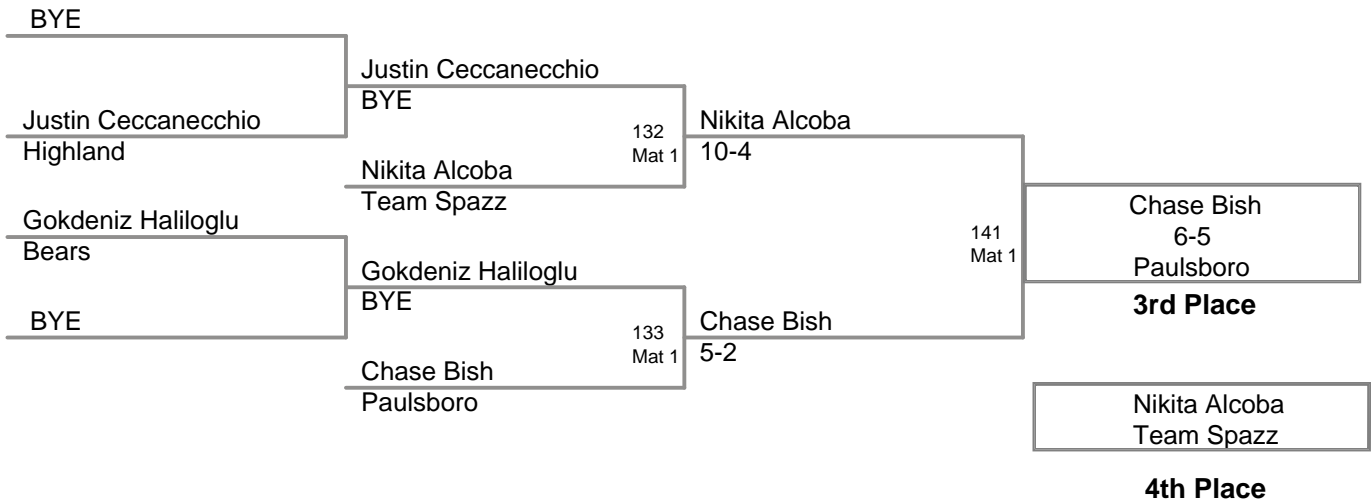 BYE
Justin Ceccanecchio
BYE
Justin Ceccanecchio
Highland
132
Mat 1
Nikita Alcoba
10-4
Nikita Alcoba
Team Spazz
Gokdeniz Haliloglu
Bears
141
Mat 1
Chase Bish
6-5
Paulsboro
3rd Place
Gokdeniz Haliloglu
BYE
BYE
133
Mat 1
Chase Bish
5-2
Chase Bish
Paulsboro
Nikita Alcoba
Team Spazz
4th Place